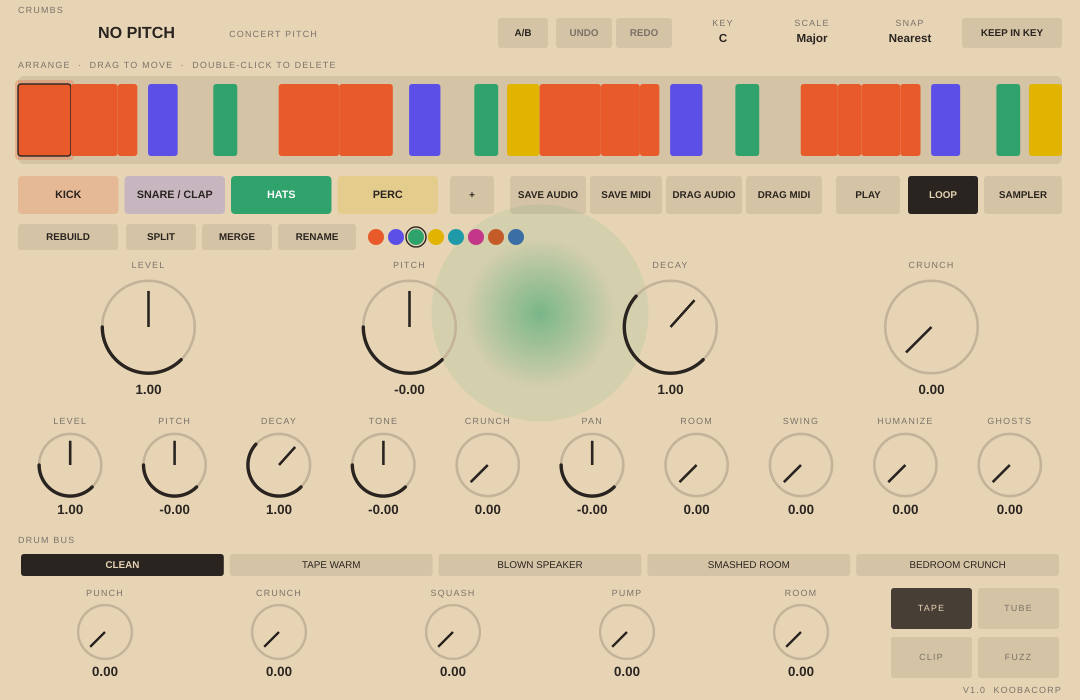 CRUMBS
NO PITCH
CONCERT PITCH
A/B
UNDO
REDO
KEY
C
SCALE
Major
SNAP
Nearest
KEEP IN KEY
ARRANGE · DRAG TO MOVE · DOUBLE-CLICK TO DELETE
KICK
SNARE / CLAP
HATS
PERC
+
SAVE AUDIO
SAVE MIDI
DRAG AUDIO
DRAG MIDI
PLAY
LOOP
SAMPLER
REBUILD
SPLIT
MERGE
RENAME
LEVEL
PITCH
DECAY
CRUNCH
1.00
-0.00
1.00
0.00
LEVEL
PITCH
DECAY
TONE
CRUNCH
PAN
ROOM
SWING
HUMANIZE
GHOSTS
1.00
-0.00
1.00
-0.00
0.00
-0.00
0.00
0.00
0.00
0.00
DRUM BUS
CLEAN
TAPE WARM
BLOWN SPEAKER
SMASHED ROOM
BEDROOM CRUNCH
PUNCH
CRUNCH
SQUASH
PUMP
ROOM
0.00
0.00
0.00
0.00
0.00
TAPE
TUBE
CLIP
FUZZ
V1.0 KOOBACORP